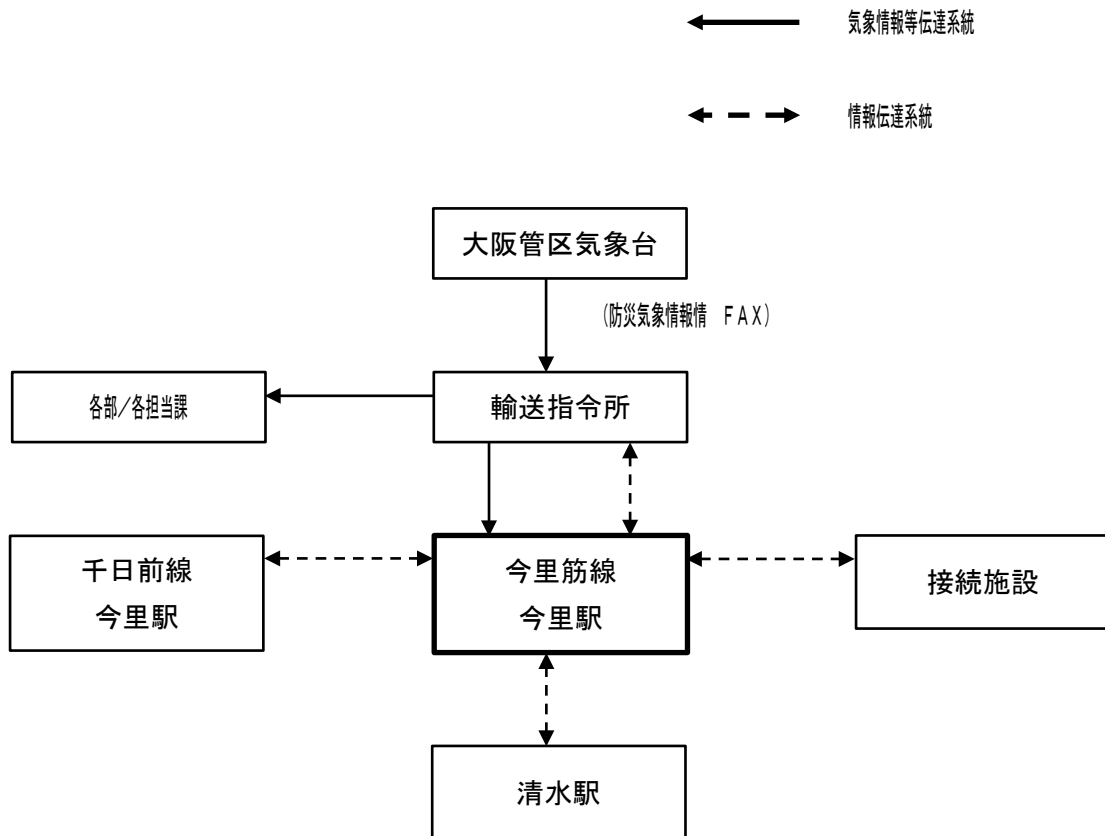 気象情報等伝達系統
情報伝達系統
大阪管区気象台
（防災気象情報情　ＦＡＸ）
各部／各担当課
輸送指令所
千日前線
今里駅
今里筋線
今里駅
接続施設
清水駅